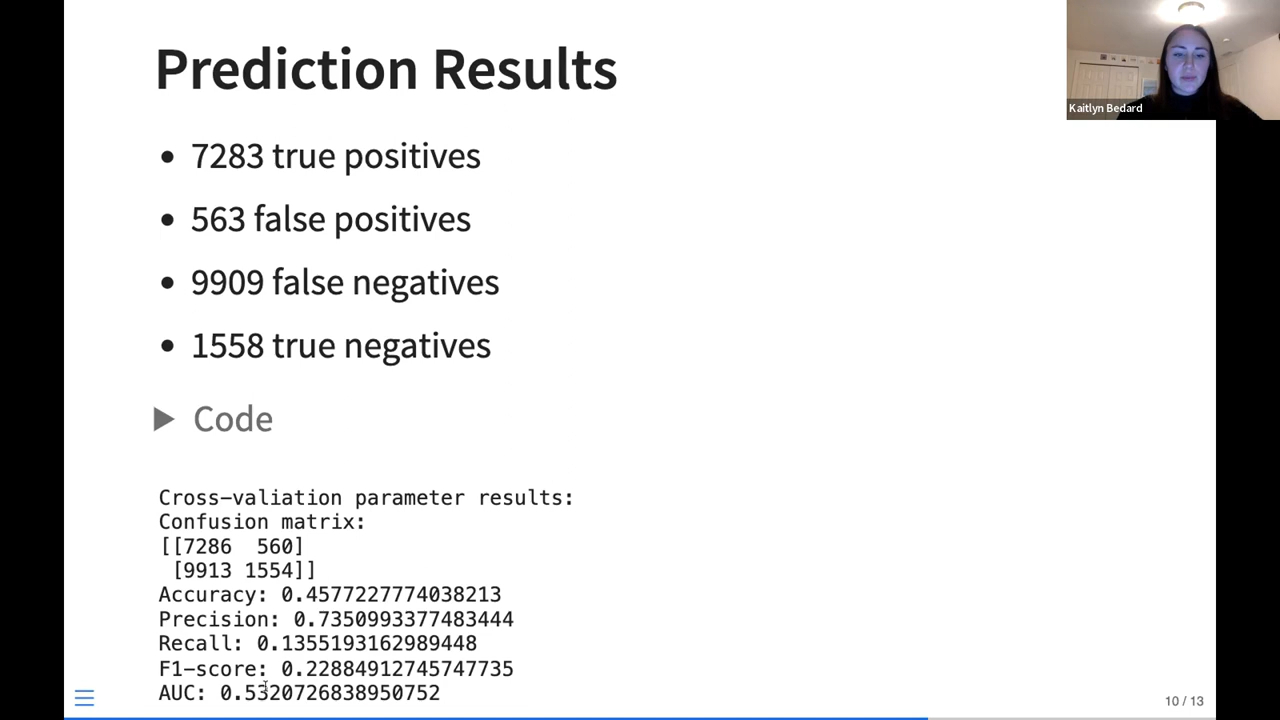 Prediction Results
Kaitlyn Bedard
• 7283 true positives
• 563 false positives
• 9909 false negatives
• 1558 true negatives
▶ Code
Cross-valiation parameter results:
Confusion matrix:
[[7286  560]
 [9913 1554]]
Accuracy: 0.4577227774038213
Precision: 0.7350993377483444
Recall: 0.1355193162989448
F1-score: 0.22884912745747735
AUC: 0.5320726838950752
10 / 13